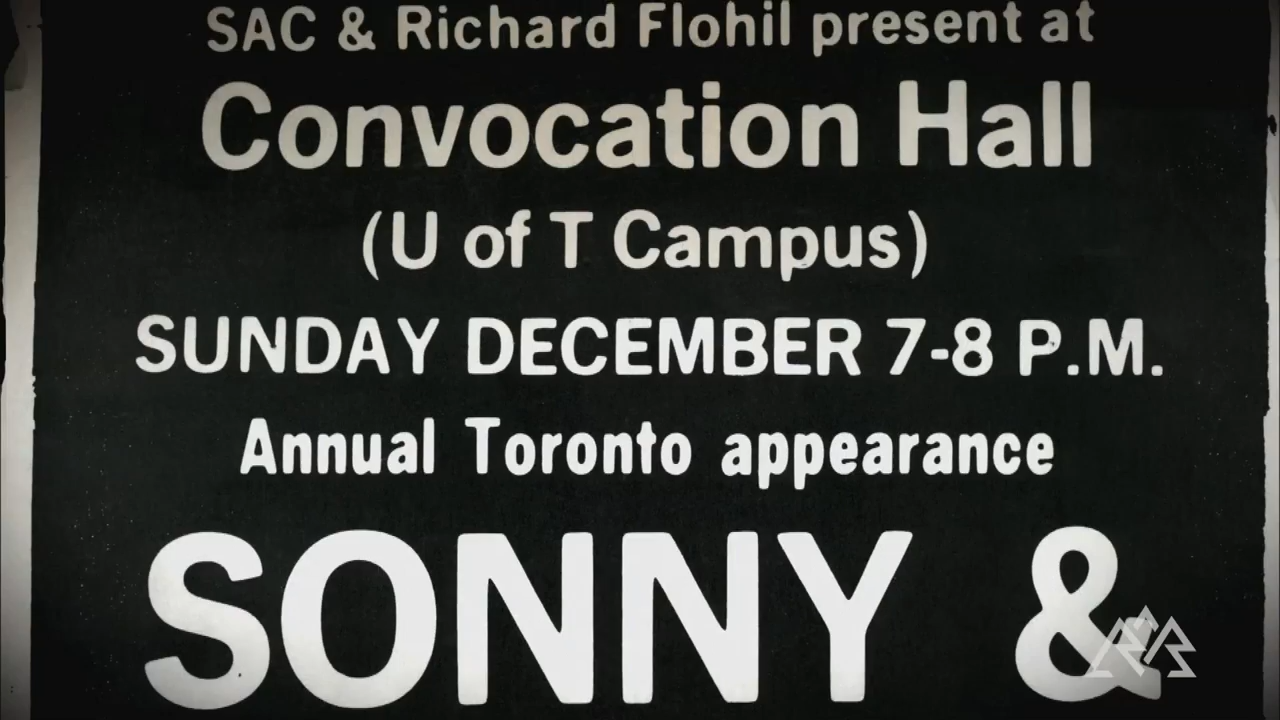 SAC & Richard Flohil present at
Convocation Hall
(U of T Campus)
SUNDAY DECEMBER 7-8 P.M.
Annual Toronto appearance
SONNY &